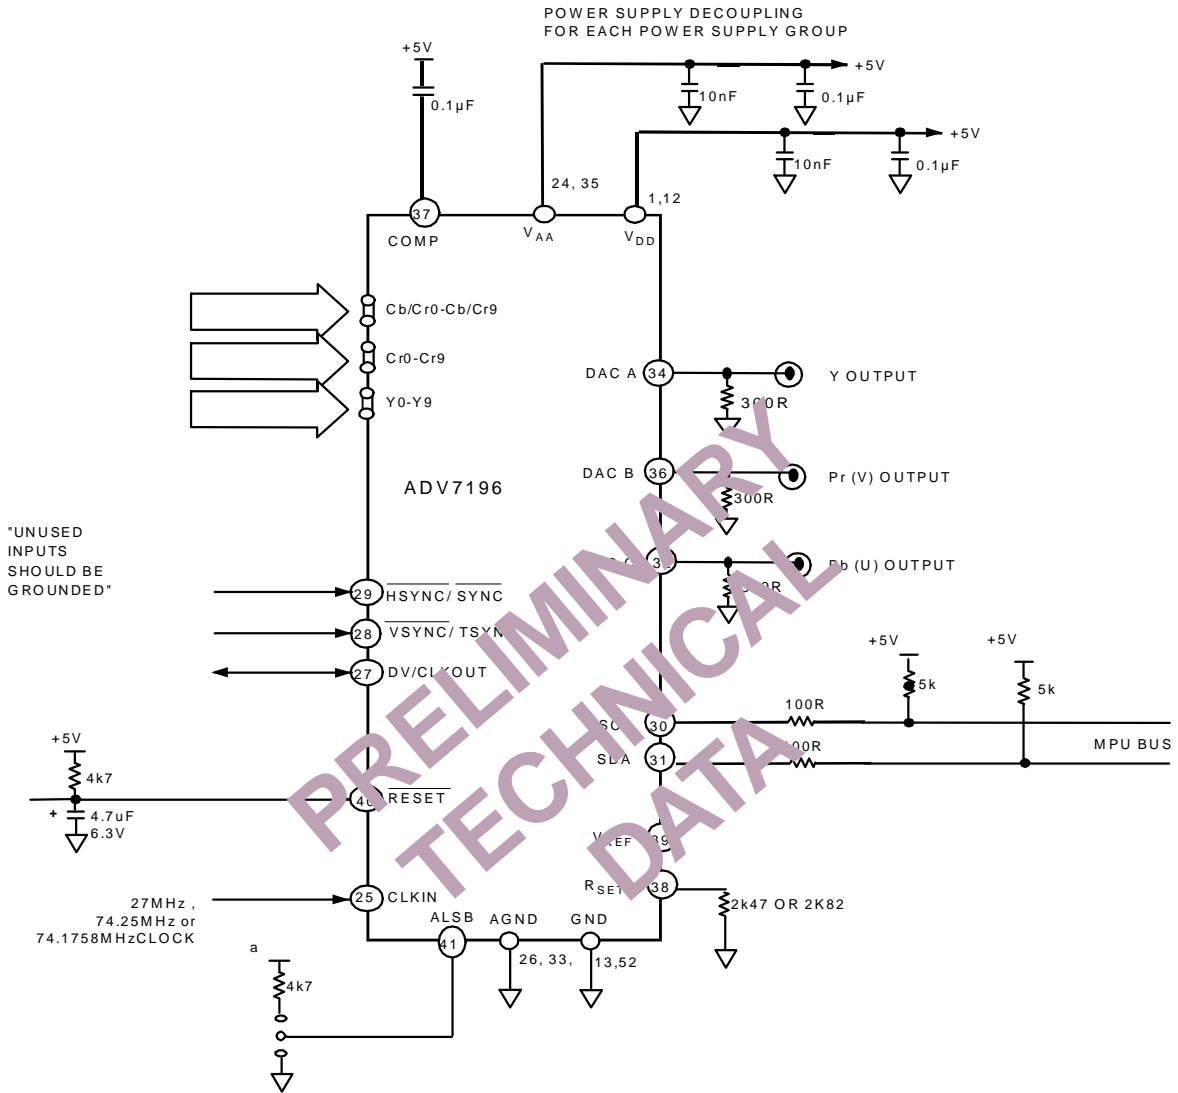 POWER SUPPLY DECOUPLING
FOR EACH POWER SUPPLY GROUP
+5V
0.1µF
+5V
10nF
0.1µF
+5V
10nF
0.1µF
24, 35
1,12
37
COMP
VAA
VDD
Cb/Cr0-Cb/Cr9
Cr0-Cr9
Y0-Y9
DAC A
34
Y OUTPUT
300R
DAC B
36
Pr (V) OUTPUT
300R
ADV7196
"UNUSED
INPUTS
SHOULD BE
GROUNDED"
(U) OUTPUT
29
HSYNC/ SYNC
28
VSYNC/ TSYN
27
DV/CLKOUT
+5V
5k
+5V
5k
30
100R
SDA
31
MPU BUS
+5V
4k7
+
4.7uF
6.3V
RESET
38
2k47 OR 2K82
25
CLKIN
27MHz ,
74.25MHz or
74.1758MHzCLOCK
ALSB
AGND
GND
41
26, 33,
13,52
a
4k7
PRELIMINARY
TECHNICAL
DATA